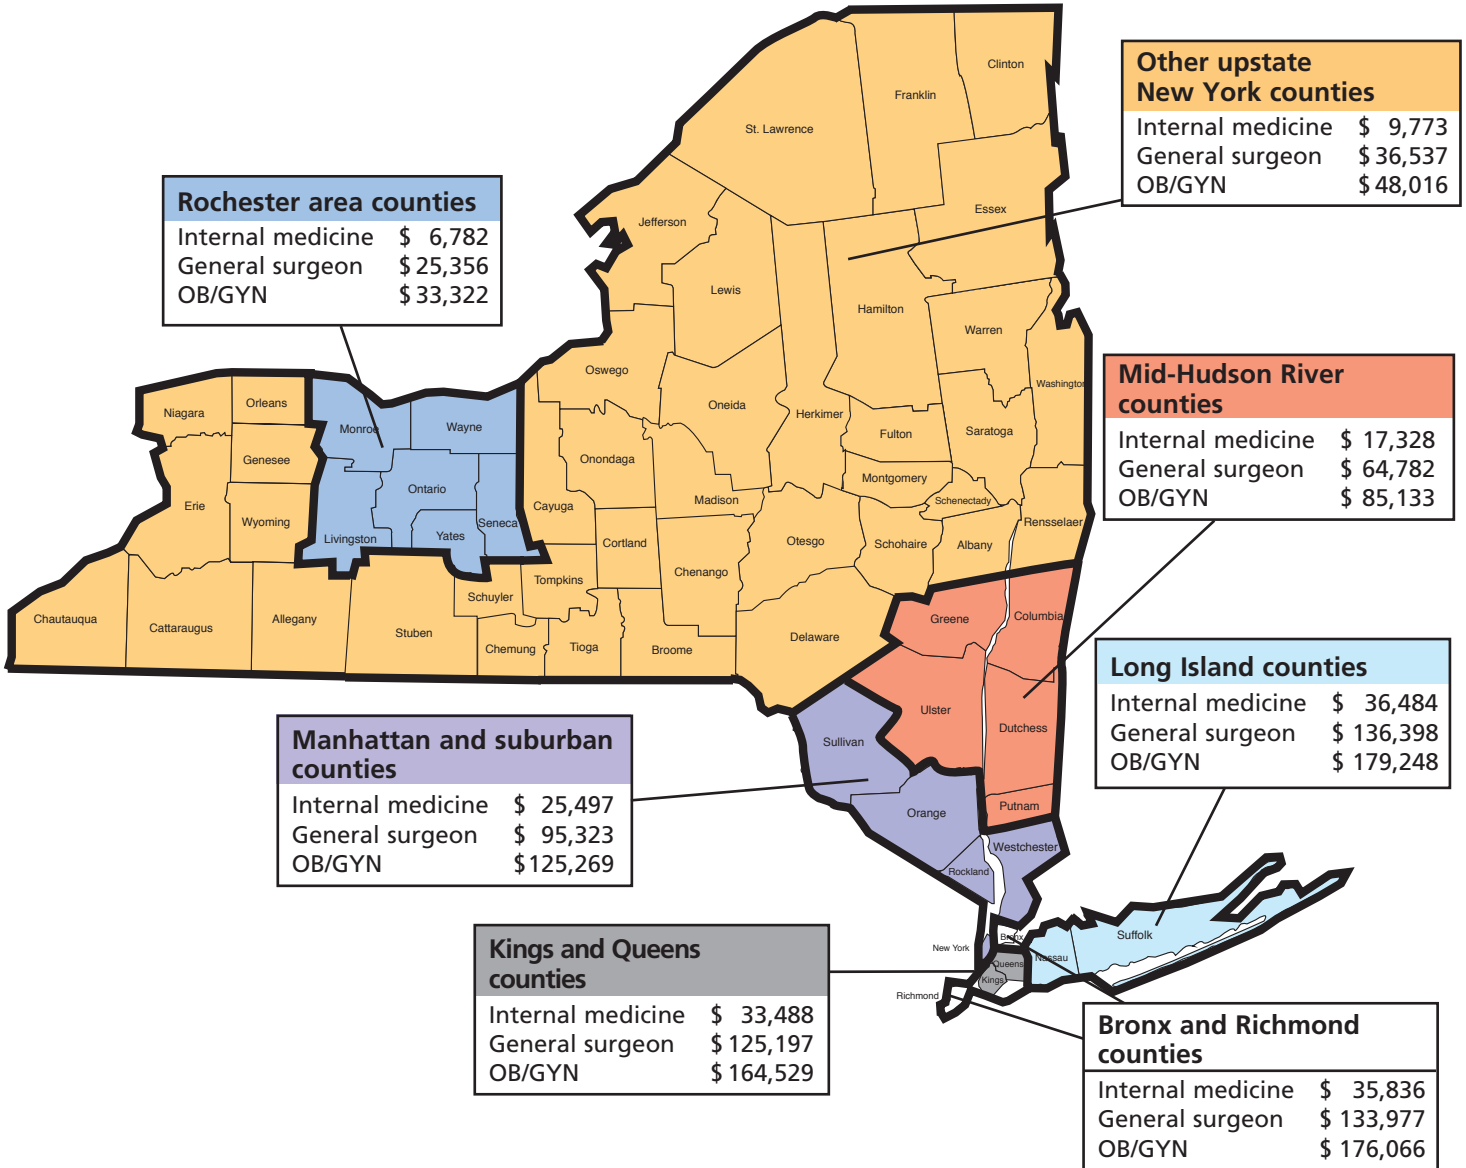 Clinton
Franklin
St. Lawrence
Essex
Jefferson
Lewis
Hamilton
Warren
Washington
Oswego
Oneida
Herkimer
Fulton
Saratoga
Niagara
Orleans
Monroe
Wayne
Genesee
Onondaga
Montgomery
Ontario
Madison
Schenectady
Erie
Wyoming
Cayuga
Seneca
Rensselaer
Livingston
Yates
Cortland
Otesgo
Schohaire
Albany
Chenango
Tompkins
Schuyler
Chautauqua
Cattaraugus
Allegany
Stuben
Chemung
Tioga
Broome
Delaware
Greene
Columbia
Ulster
Dutchess
Sullivan
Orange
Putnam
Westchester
Rockland
New York
Bronx
Queens
Kings
Nassau
Suffolk
Richmond
Other upstate
New York counties
Internal medicine $ 9,773
General surgeon $36,537
OB/GYN $48,016
Rochester area counties
Internal medicine $ 6,782
General surgeon $25,356
OB/GYN $33,322
Mid-Hudson River
counties
Internal medicine $ 17,328
General surgeon $ 64,782
OB/GYN $ 85,133
Long Island counties
Internal medicine $ 36,484
General surgeon $ 136,398
OB/GYN $ 179,248
Manhattan and suburban
counties
Internal medicine $ 25,497
General surgeon $ 95,323
OB/GYN $125,269
Kings and Queens
counties
Internal medicine $ 33,488
General surgeon $125,197
OB/GYN $164,529
Bronx and Richmond
counties
Internal medicine $ 35,836
General surgeon $ 133,977
OB/GYN $ 176,066